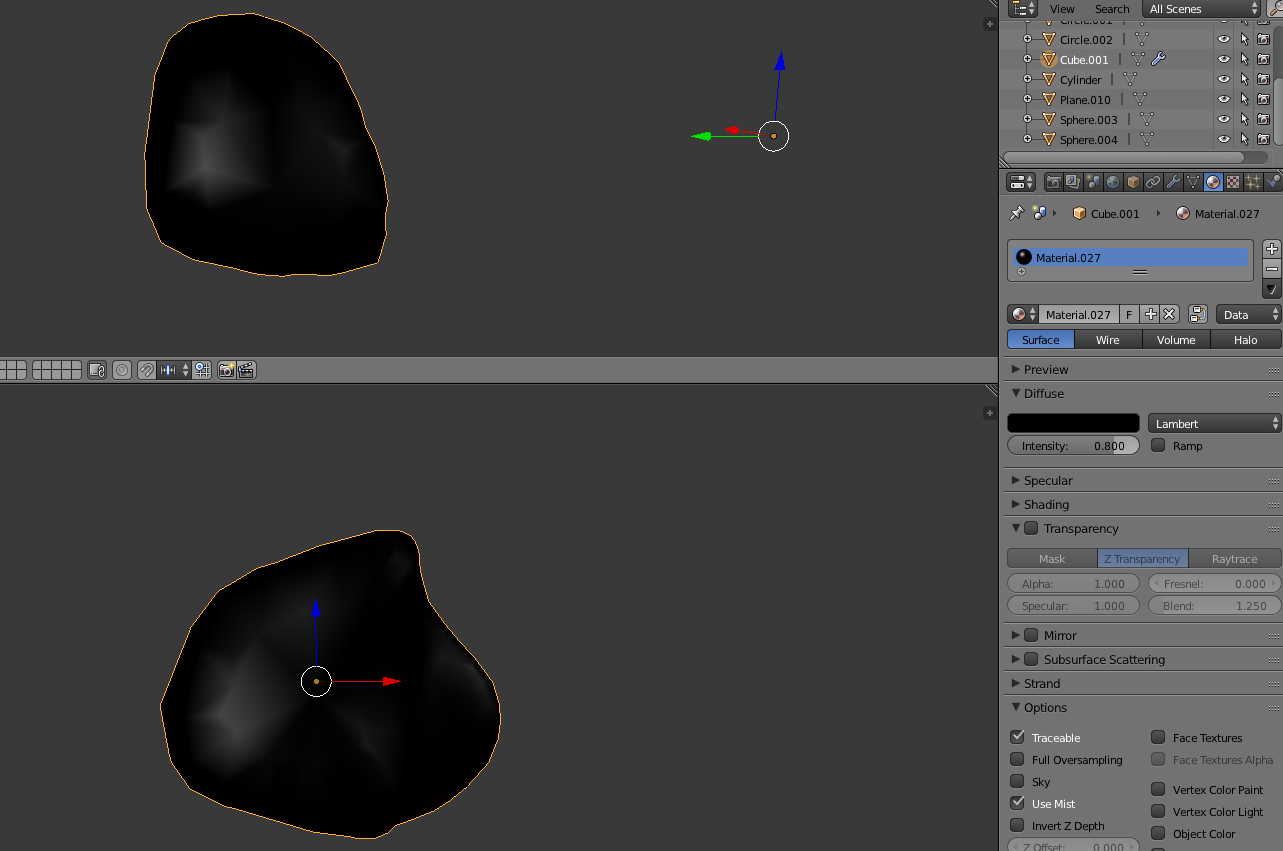 View Search All Scenes
Circle.001
Circle.002
Cube.001
Cylinder
Plane.010
Sphere.003
Sphere.004
Cube.001 Material.027
Material.027
Material.027 F Data
Surface Wire Volume Halo
Preview
Diffuse
Lambert
Intensity: 0.800 Ramp
Specular
Shading
Transparency
Mask Z Transparency Raytrace
Alpha: 1.000 Fresnel: 0.000
Specular: 1.000 Blend: 1.250
Mirror
Subsurface Scattering
Strand
Options
Traceable Face Textures
Full Oversampling Face Textures Alpha
Sky Vertex Color Paint
Use Mist Vertex Color Light
Invert Z Depth Object Color
Z Offset: 0.000